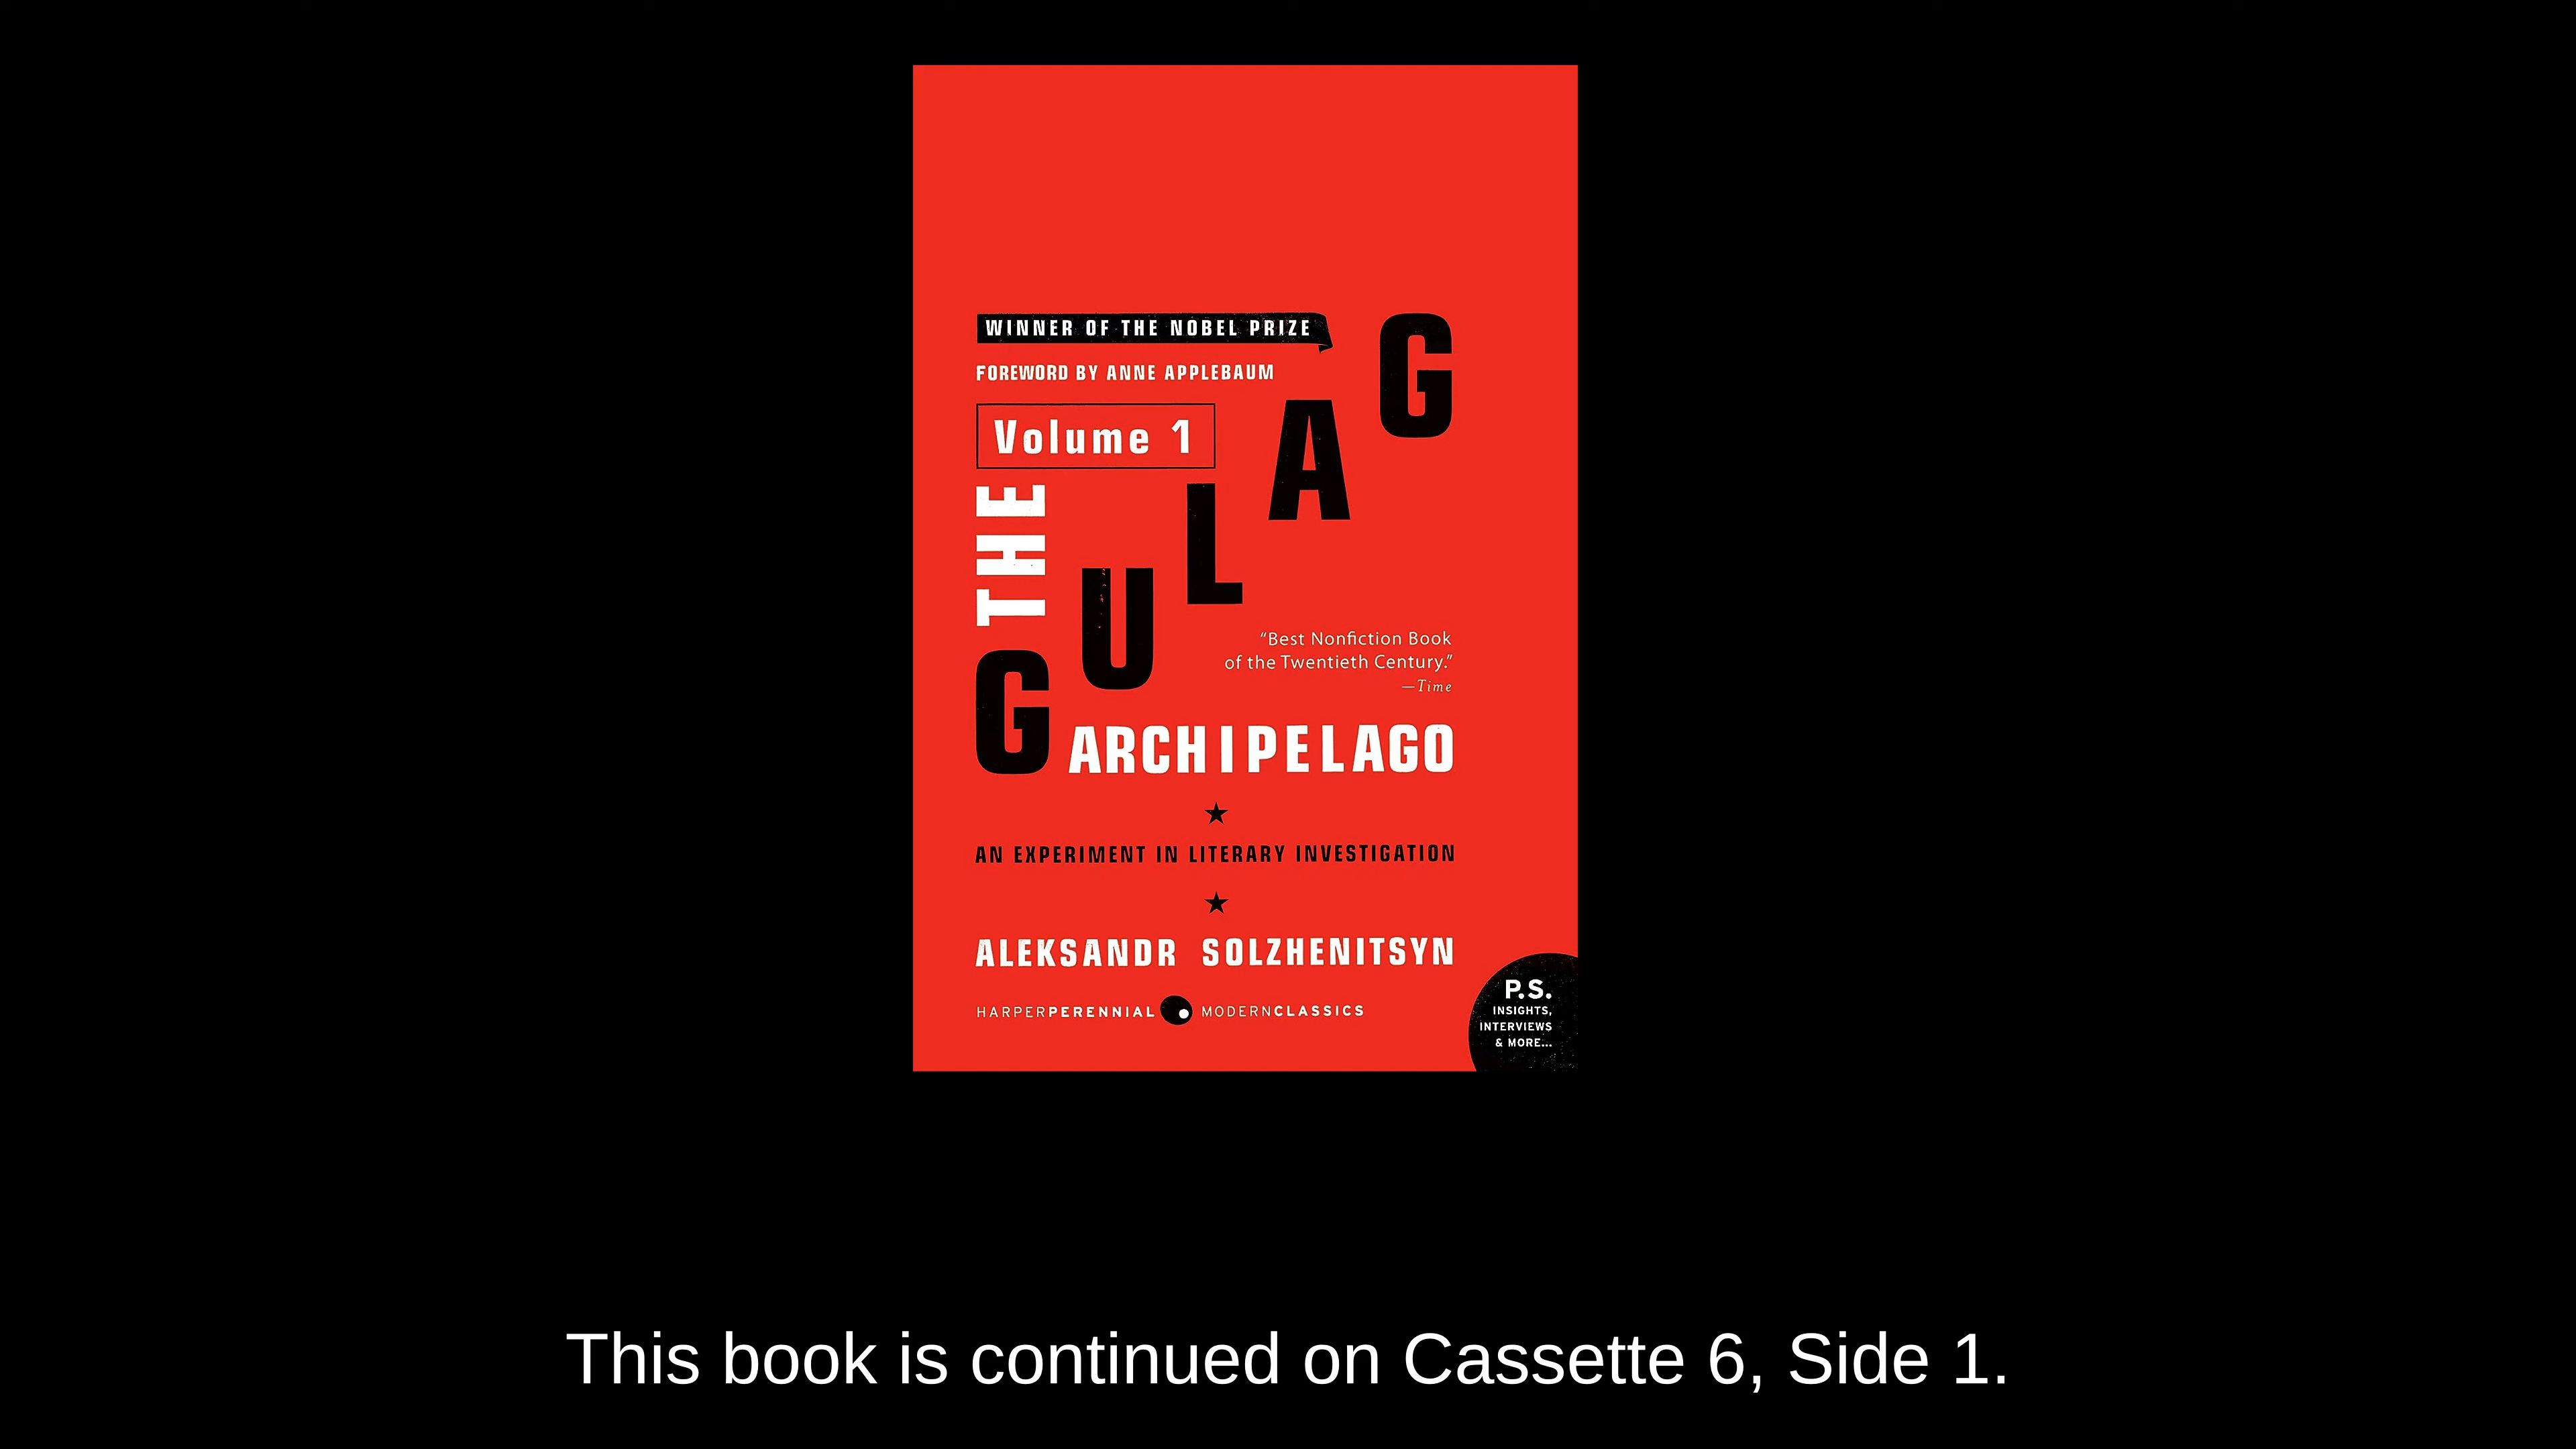 WINNER OF THE NOBEL PRIZE
FOREWORD BY ANNE APPLEBAUM
Volume 1
THE
GULAG
“Best Nonfiction Book
of the Twentieth Century.”
—Time
ARCHIPELAGO
AN EXPERIMENT IN LITERARY INVESTIGATION
ALEKSANDR SOLZHENITSYN
HARPERPERENNIAL MODERNCLASSICS
P.S.
INSIGHTS,
INTERVIEWS
& MORE...
This book is continued on Cassette 6, Side 1.